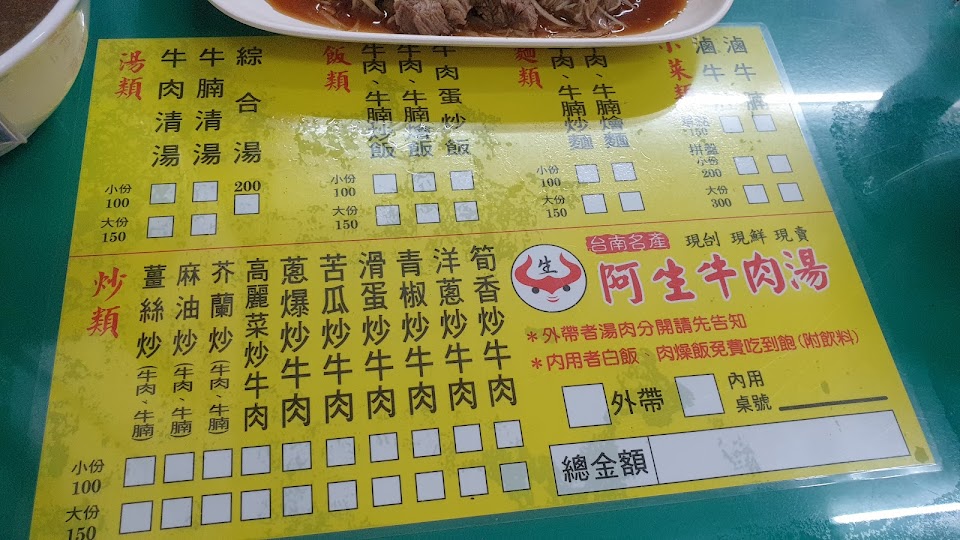 湯類
牛肉清湯
牛腩清湯
綜合湯
小份
100
200
大份
150
飯類
牛肉、牛腩炒飯
牛肉、牛腩燴飯
牛肉蛋炒飯
小份
100
大份
150
麵類
肉、牛腩炒麵
肉、牛腩燴麵
小份
100
大份
150
小菜類
滷牛
滷牛腩
150
拼盤
小份
200
大份
300
炒類
薑絲炒(牛肉、牛腩)
麻油炒(牛肉、牛腩)
芥蘭炒(牛肉、牛腩)
高麗菜炒牛肉
蔥爆炒牛肉
苦瓜炒牛肉
滑蛋炒牛肉
青椒炒牛肉
洋蔥炒牛肉
筍香炒牛肉
小份
100
大份
150
生
台南名產
現刣 現鮮 現賣
阿生牛肉湯
*外帶者湯肉分開請先告知
*內用者白飯、肉燥飯免費吃到飽(附飲料)
外帶
內用
桌號
總金額